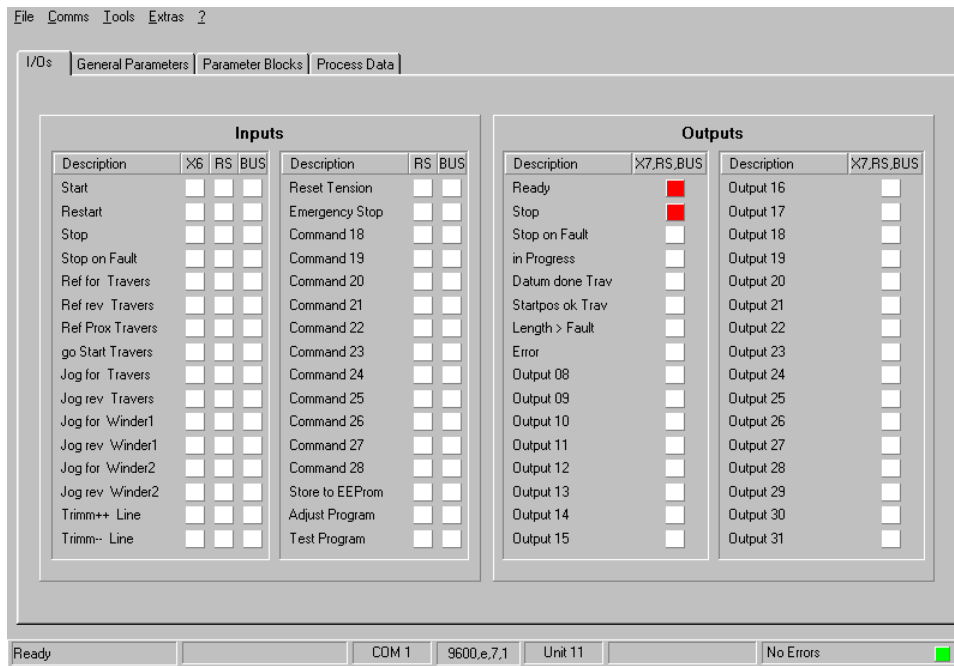 File Comms Tools Extras ?
I/Os General Parameters Parameter Blocks Process Data
Inputs
Description X6 RS BUS
Start
Restart
Stop
Stop on Fault
Ref for Travers
Ref rev Travers
Ref Prox Travers
go Start Travers
Jog for Travers
Jog rev Travers
Jog for Winder1
Jog rev Winder1
Jog for Winder2
Jog rev Winder2
Trimm++ Line
Trimm-- Line
Description RS BUS
Reset Tension
Emergency Stop
Command 18
Command 19
Command 20
Command 21
Command 22
Command 23
Command 24
Command 25
Command 26
Command 27
Command 28
Store to EEProm
Adjust Program
Test Program
Outputs
Description X7,RS,BUS
Ready
Stop
Stop on Fault
in Progress
Datum done Trav
Startpos ok Trav
Length > Fault
Error
Output 08
Output 09
Output 10
Output 11
Output 12
Output 13
Output 14
Output 15
Description X7,RS,BUS
Output 16
Output 17
Output 18
Output 19
Output 20
Output 21
Output 22
Output 23
Output 24
Output 25
Output 26
Output 27
Output 28
Output 29
Output 30
Output 31
Ready COM 1 9600,e,7,1 Unit 11 No Errors